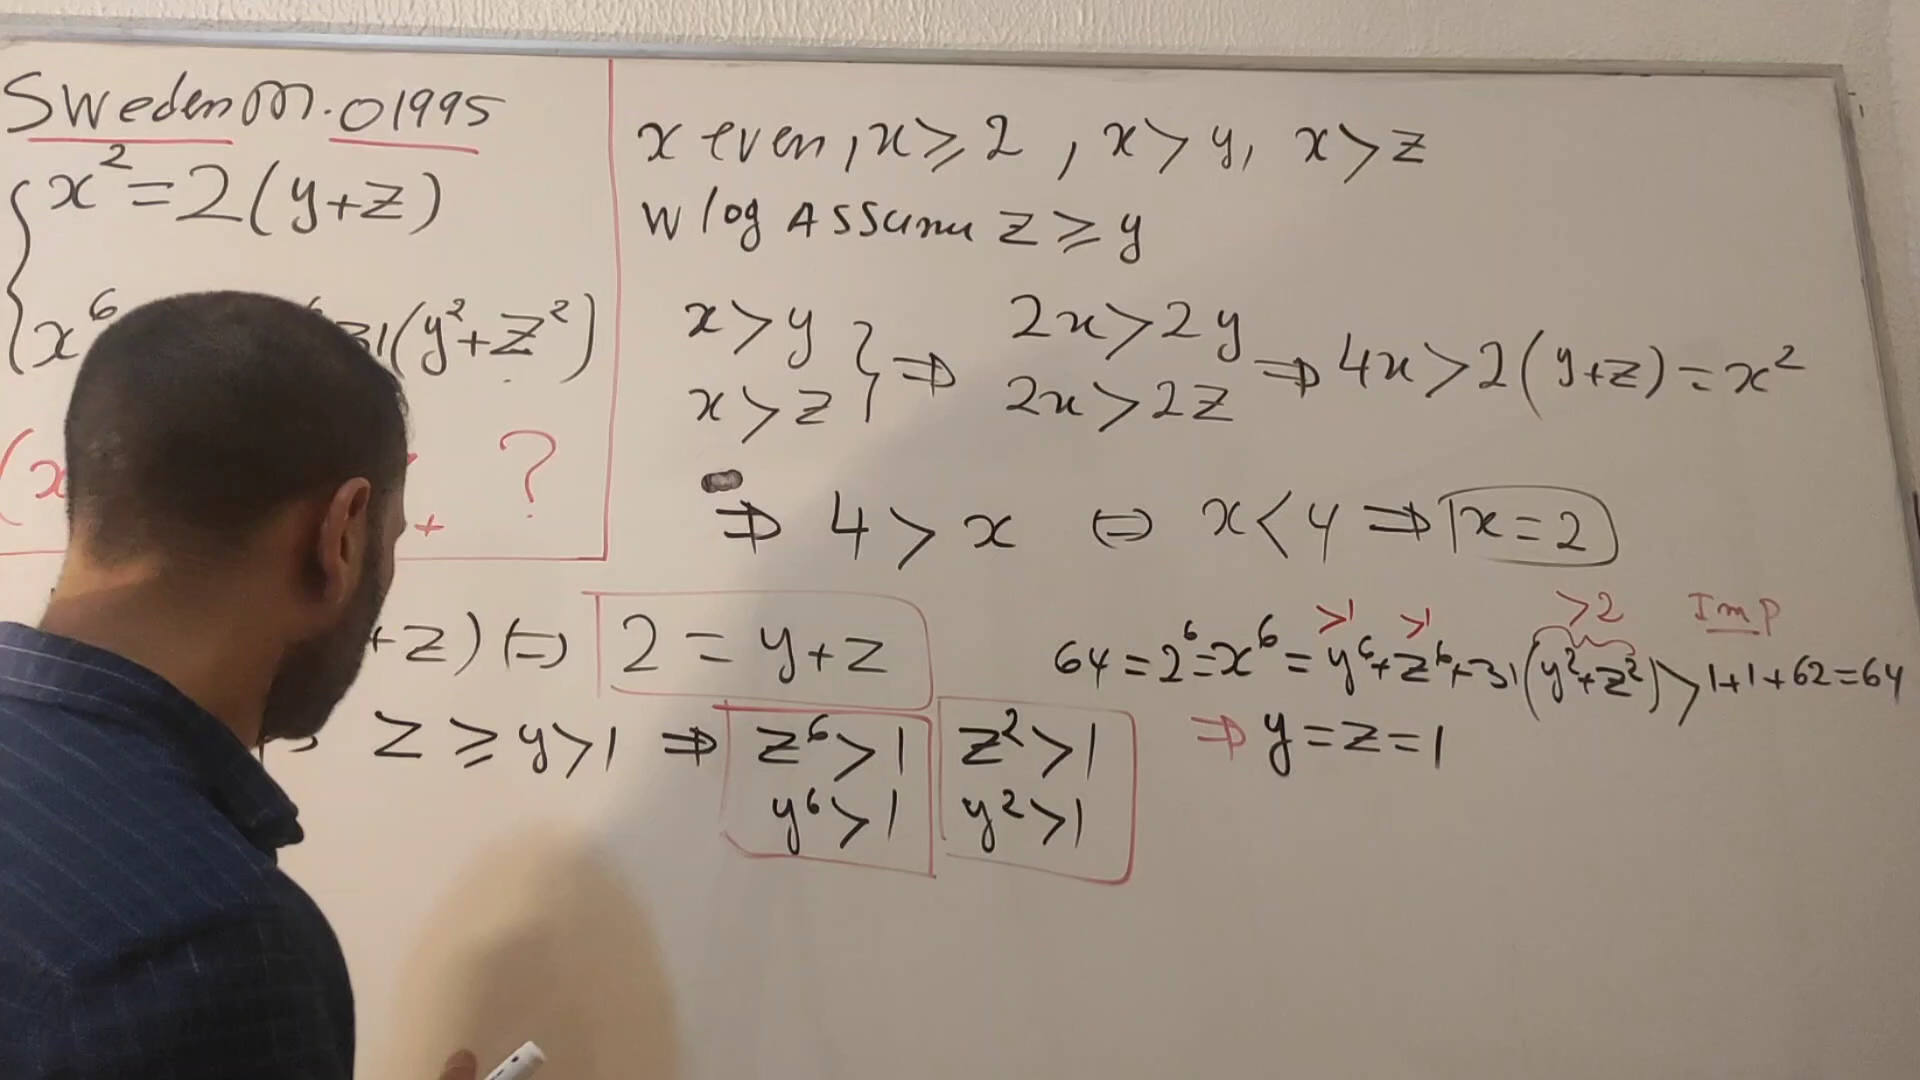 Sweden M.O 1995
x² = 2(y+z)
x⁶ 31(y²+z²)
(x + ?
x even, x ≥ 2, x > y, x > z
Wlog Assume z ≥ y
x > y } ⇒ 2x > 2y ⇒ 4x > 2(y+z) = x²
x > z 2x > 2z
⇒ 4 > x ⇔ x < 4 ⇒ x = 2
+z) ⇔ 2 = y+z
z ≥ y > 1 ⇒ z⁶ > 1 z² > 1
y⁶ > 1 y² > 1
>1 >1 >2 Imp
64 = 2⁶ = x⁶ = y⁶ + z⁶ + 31(y²+z²) > 1+1+62 = 64
⇒ y = z = 1